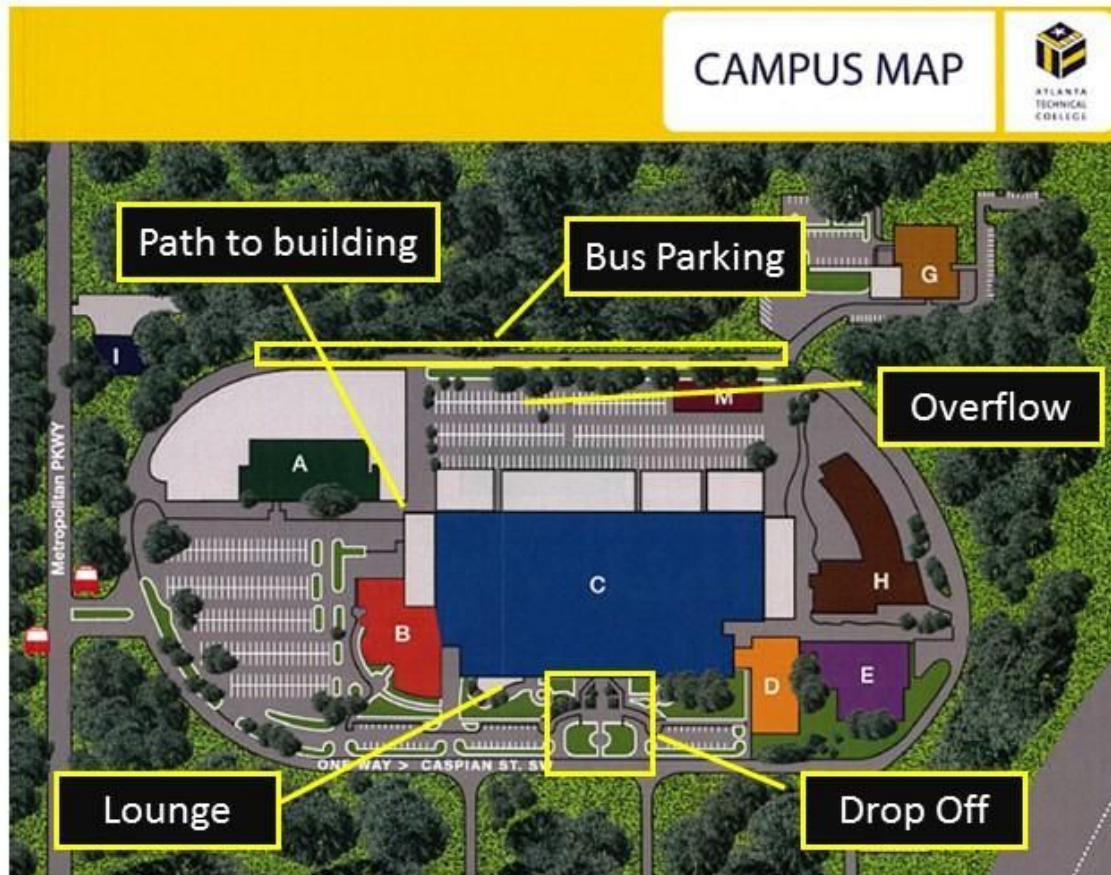 CAMPUS MAP
ATLANTA
TECHNICAL
COLLEGE
Path to building
Bus Parking
G
I
Overflow
M
A
Metropolitan PKWY
C
H
B
D
E
ONE WAY > CASPIAN ST. SW
Lounge
Drop Off